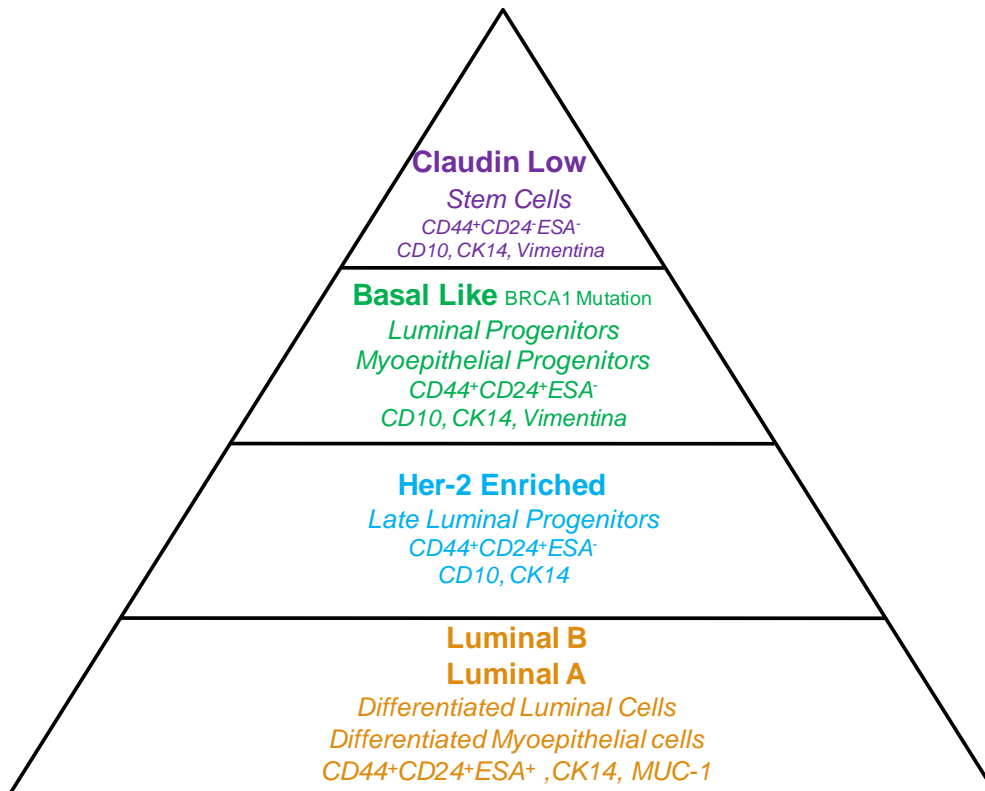 Claudin Low
Stem Cells
CD44⁺CD24⁻ESA⁻
CD10, CK14, Vimentina
Basal Like BRCA1 Mutation
Luminal Progenitors
Myoepithelial Progenitors
CD44⁺CD24⁺ESA⁻
CD10, CK14, Vimentina
Her-2 Enriched
Late Luminal Progenitors
CD44⁺CD24⁺ESA⁻
CD10, CK14
Luminal B
Luminal A
Differentiated Luminal Cells
Differentiated Myoepithelial cells
CD44⁺CD24⁺ESA⁺ ,CK14, MUC-1